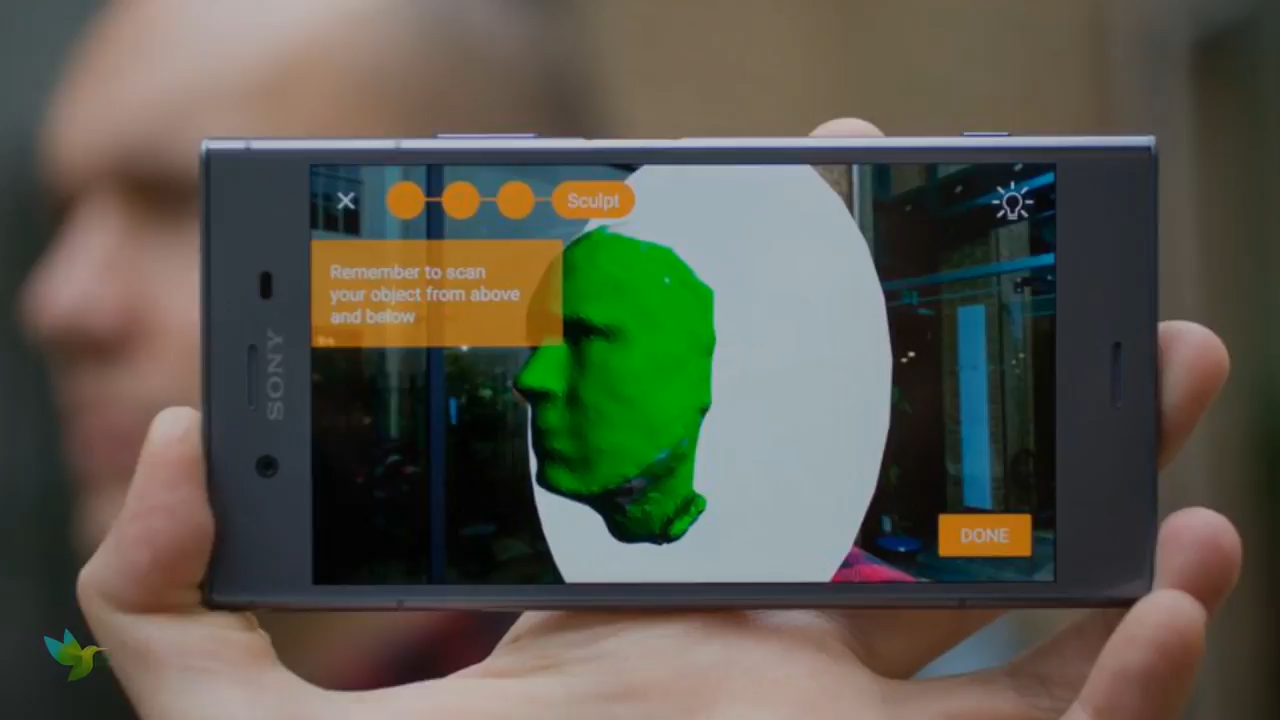 Sculpt
Remember to scan
your object from above
and below
SONY
DONE